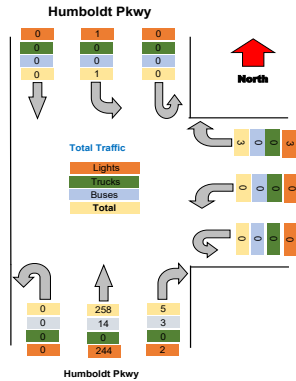 Humboldt Pkwy
0 1 0
0 0 0
0 0 0
0 1 0
North
3 0 0 3
Total Traffic
Lights
Trucks
Buses
Total
0 0 0 0
0 0 0 0
0 258 5
0 14 3
0 0 0
0 244 2
Humboldt Pkwy